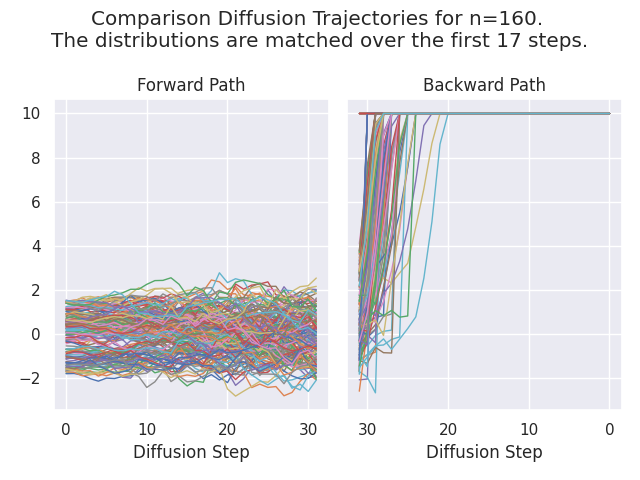 Comparison Diffusion Trajectories for n=160.
The distributions are matched over the first 17 steps.
Forward Path
Backward Path
10
8
6
4
2
0
−2
0
10
20
30
30
20
10
0
Diffusion Step
Diffusion Step